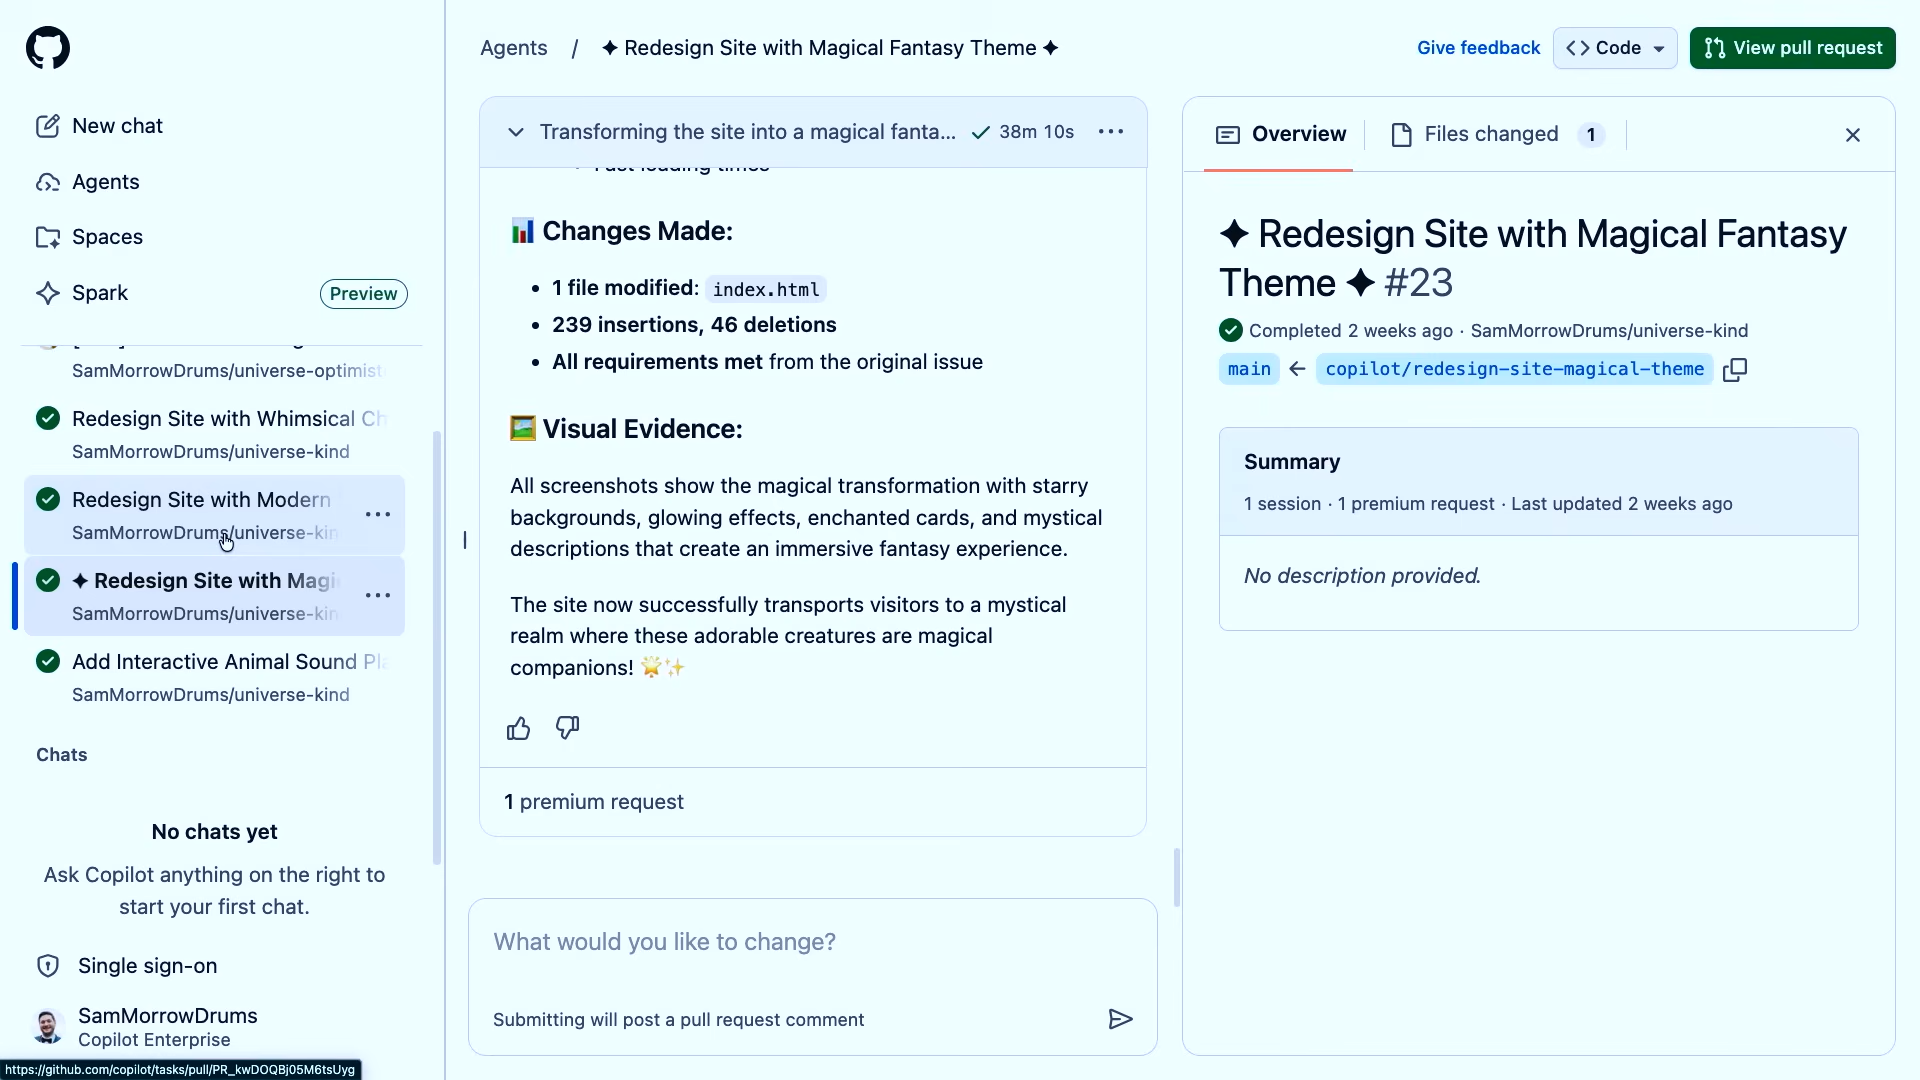 New chat
Agents
Spaces
Spark
Preview
SamMorrowDrums/universe-optimist
Redesign Site with Whimsical Ch
SamMorrowDrums/universe-kind
Redesign Site with Modern
SamMorrowDrums/universe-kin
✦ Redesign Site with Magi
SamMorrowDrums/universe-kin
Add Interactive Animal Sound Pla
SamMorrowDrums/universe-kind
Chats
No chats yet
Ask Copilot anything on the right to
start your first chat.
Single sign-on
SamMorrowDrums
Copilot Enterprise
https://github.com/copilot/tasks/pull/PR_kwDOQBj05M6tsUyg
Agents / ✦ Redesign Site with Magical Fantasy Theme ✦
Give feedback
Code
View pull request
Transforming the site into a magical fanta... 38m 10s
Fast loading times
📊 Changes Made:
• 1 file modified: index.html
• 239 insertions, 46 deletions
• All requirements met from the original issue
🖼️ Visual Evidence:
All screenshots show the magical transformation with starry
backgrounds, glowing effects, enchanted cards, and mystical
descriptions that create an immersive fantasy experience.
The site now successfully transports visitors to a mystical
realm where these adorable creatures are magical
companions! 🌟✨
1 premium request
What would you like to change?
Submitting will post a pull request comment
Overview
Files changed 1
✦ Redesign Site with Magical Fantasy
Theme ✦ #23
Completed 2 weeks ago · SamMorrowDrums/universe-kind
main ← copilot/redesign-site-magical-theme
Summary
1 session · 1 premium request · Last updated 2 weeks ago
No description provided.